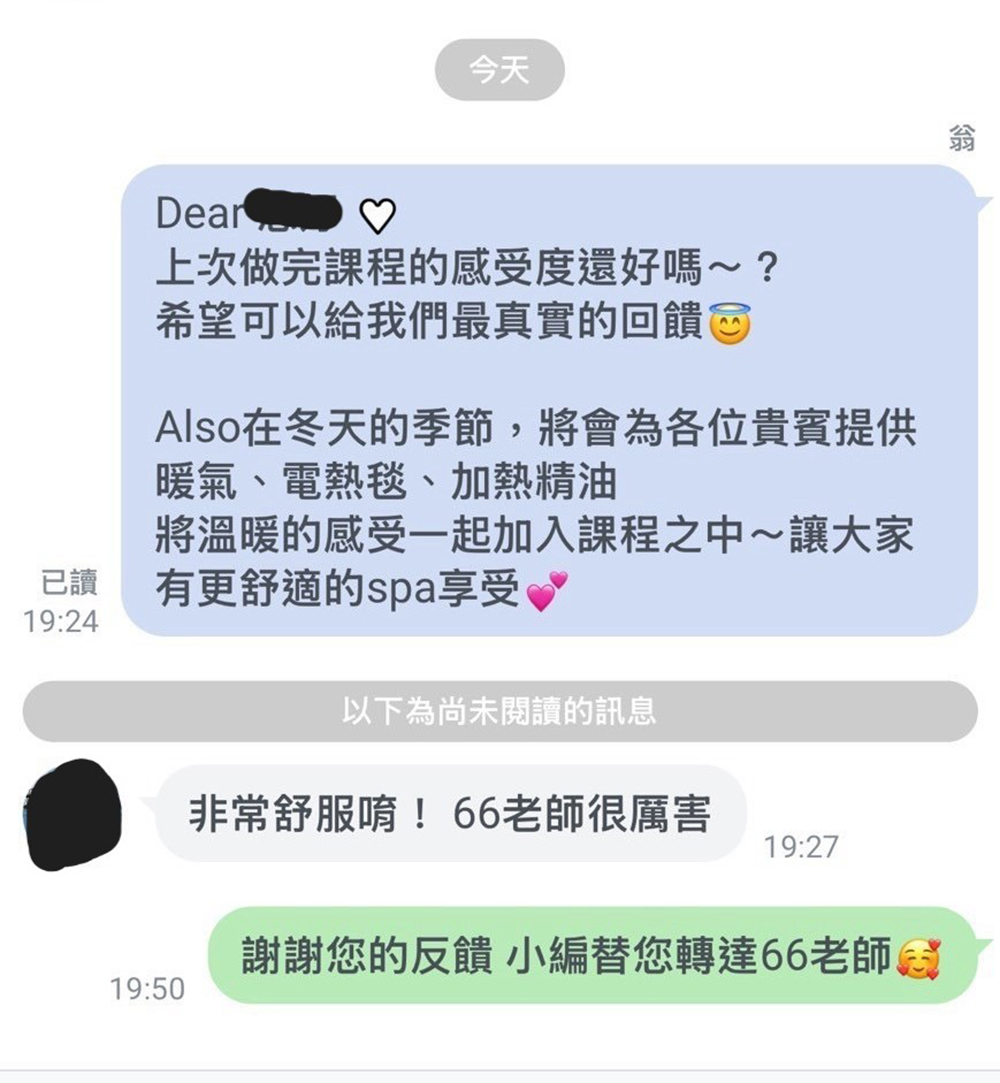 今天
翁
Dear ♡
上次做完課程的感受度還好嗎～？
希望可以給我們最真實的回饋😇
Also在冬天的季節，將會為各位貴賓提供
暖氣、電熱毯、加熱精油
將溫暖的感受一起加入課程之中～讓大家
有更舒適的spa享受💕
已讀
19:24
以下為尚未閱讀的訊息
非常舒服唷！ 66老師很厲害
19:27
謝謝您的反饋 小編替您轉達66老師🥰
19:50